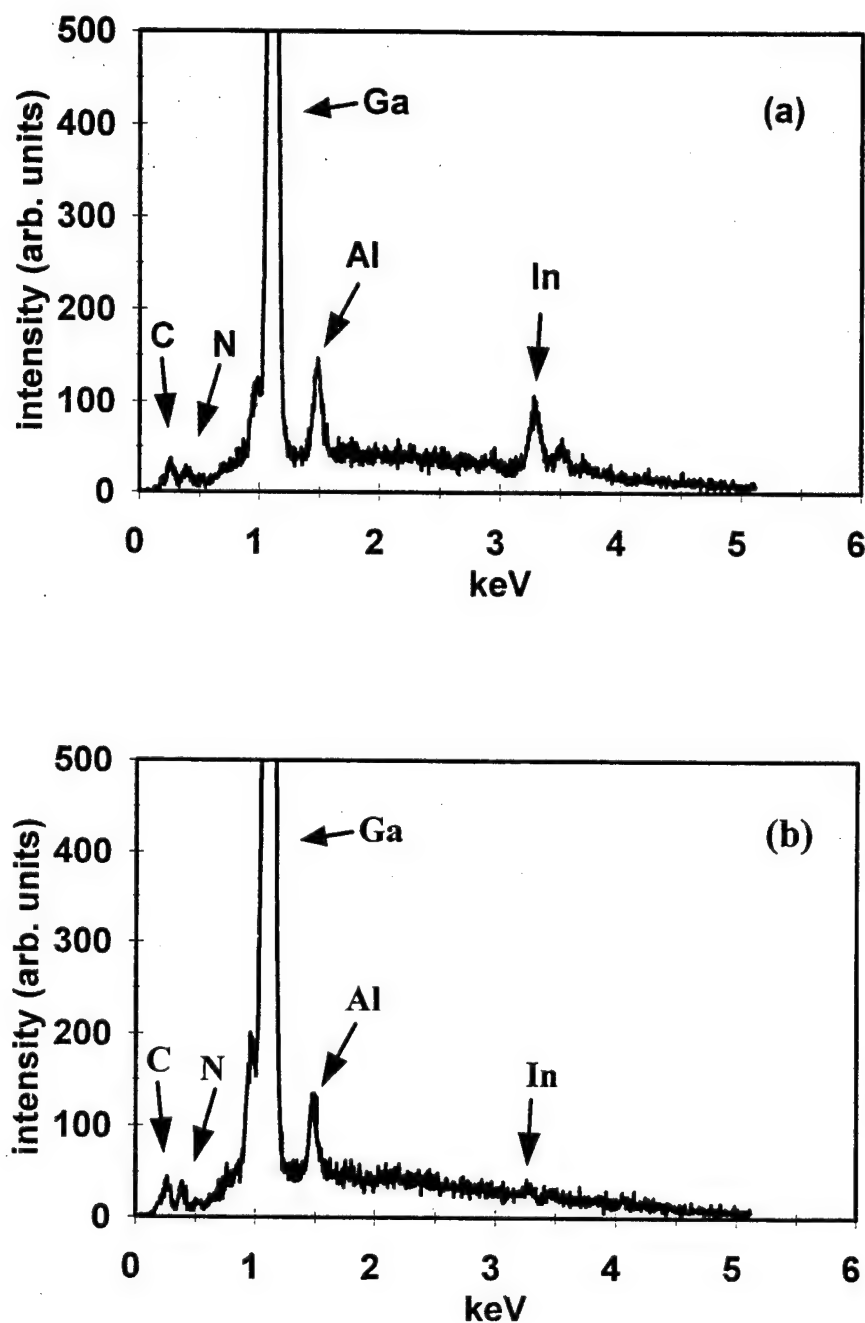 500
400
300
200
100
0
intensity (arb. units)
Ga
(a)
Al
In
C
N
0 1 2 3 4 5 6
keV
500
400
300
200
100
0
intensity (arb. units)
Ga
(b)
Al
In
C
N
0 1 2 3 4 5 6
keV